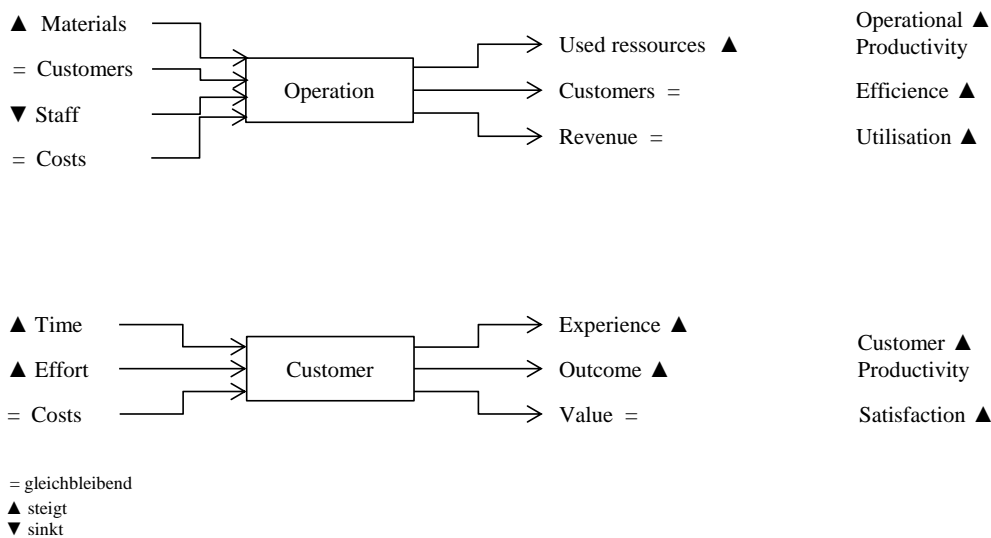 ▲ Materials
= Customers
▼ Staff
= Costs
Operation
Used ressources ▲
Customers =
Revenue =
Operational ▲
Productivity
Efficience ▲
Utilisation ▲
▲ Time
▲ Effort
= Costs
Customer
Experience ▲
Outcome ▲
Value =
Customer ▲
Productivity
Satisfaction ▲
= gleichbleibend
▲ steigt
▼ sinkt